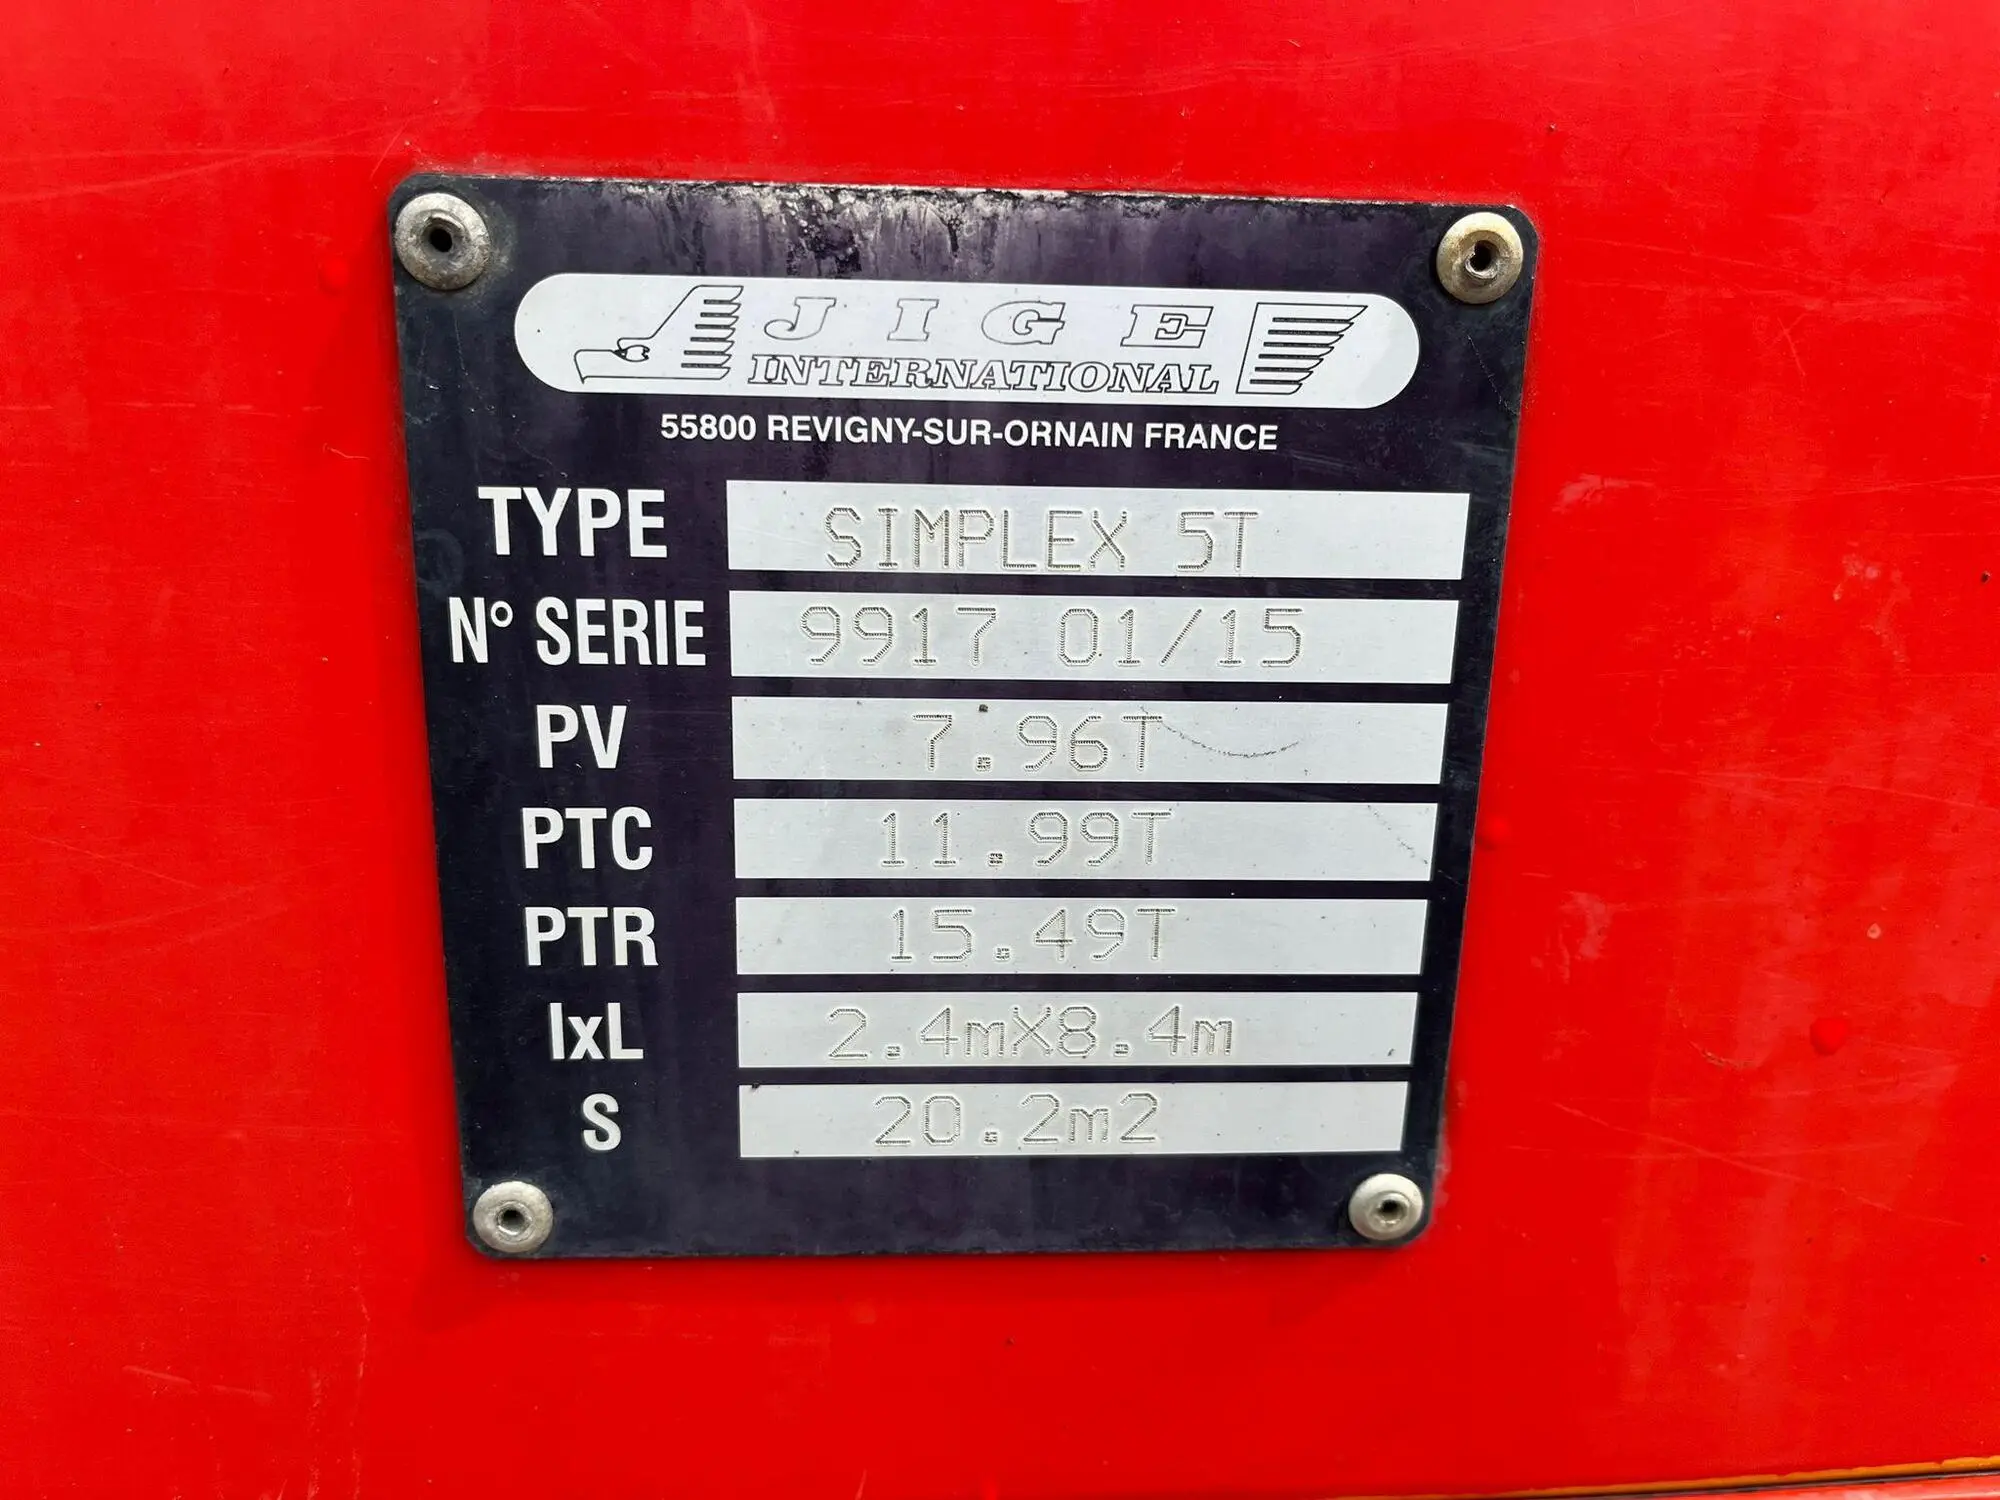 JIGE
INTERNATIONAL
55800 REVIGNY-SUR-ORNAIN FRANCE
TYPE SIMPLEX 5T
N° SERIE 9917 01/15
PV 7.96T
PTC 11.99T
PTR 15.49T
lxL 2.4mX8.4m
S 20.2m2